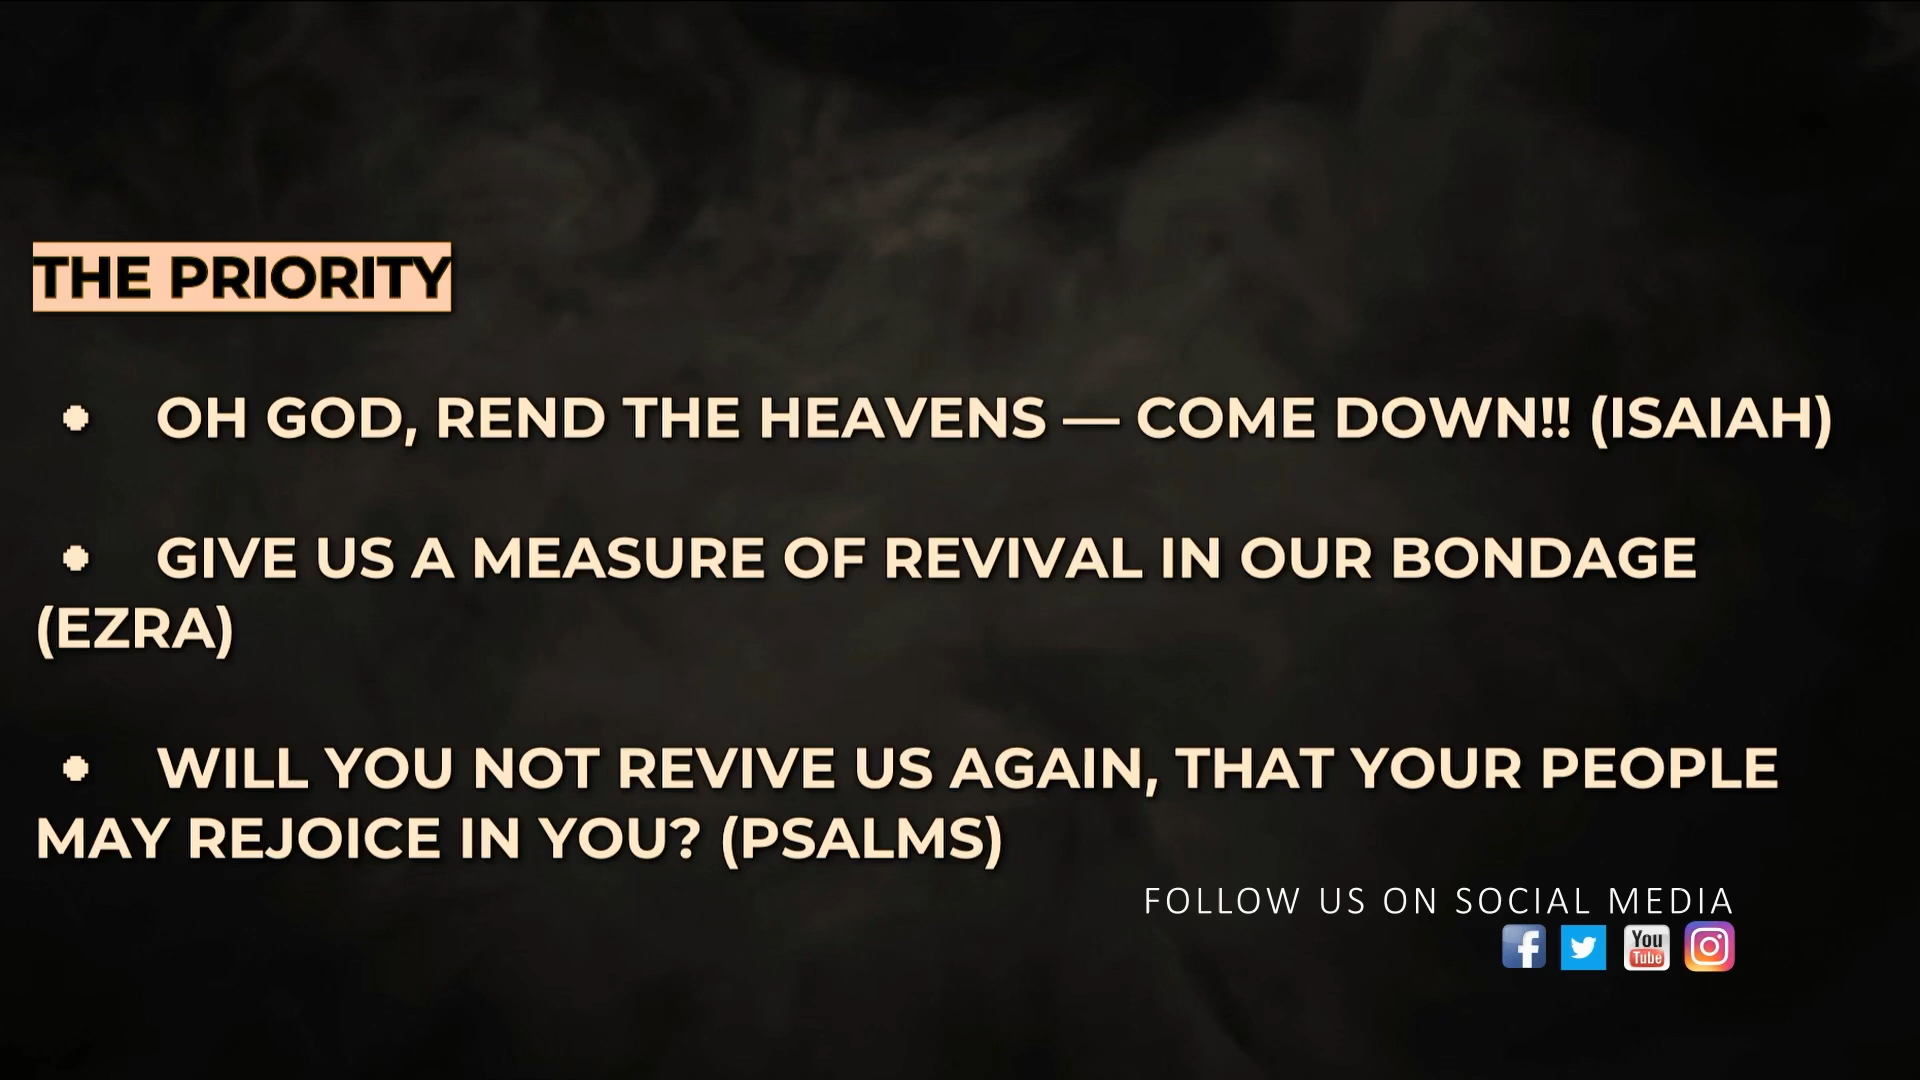 THE PRIORITY
• OH GOD, REND THE HEAVENS — COME DOWN!! (ISAIAH)
• GIVE US A MEASURE OF REVIVAL IN OUR BONDAGE
(EZRA)
• WILL YOU NOT REVIVE US AGAIN, THAT YOUR PEOPLE
MAY REJOICE IN YOU? (PSALMS)
FOLLOW US ON SOCIAL MEDIA
You
Tube